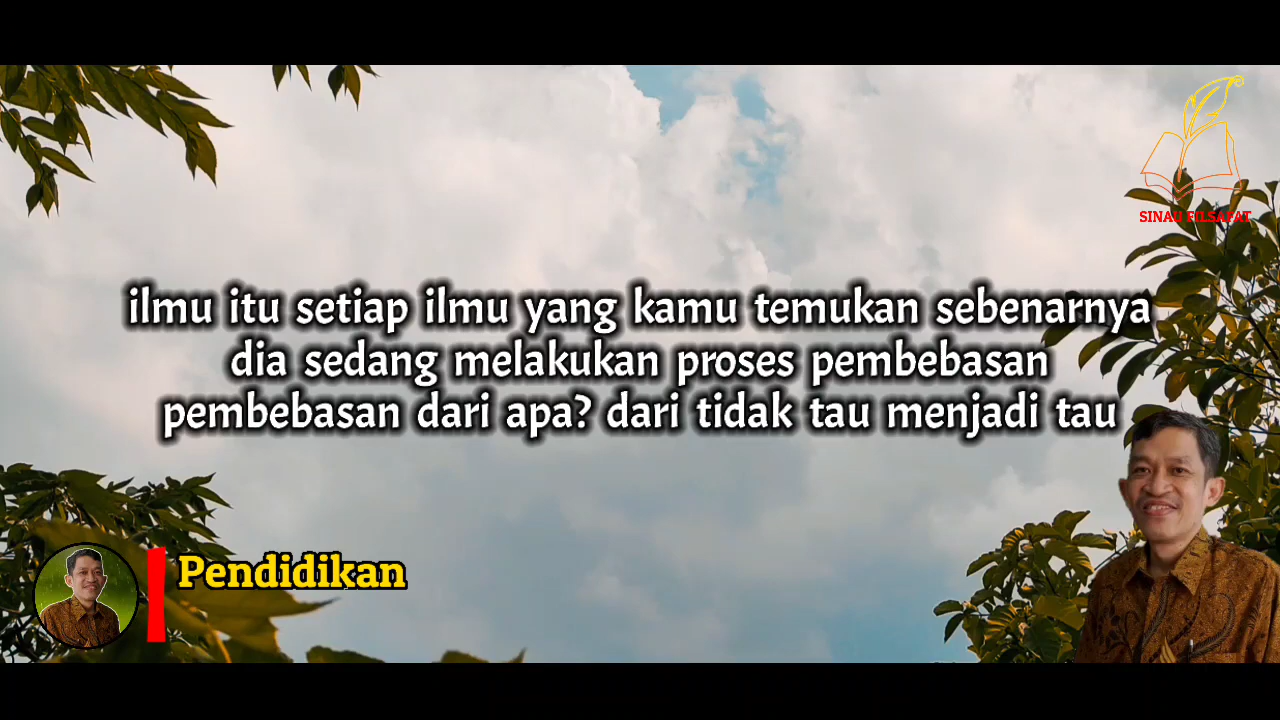 SINAU FILSAFAT
ilmu itu setiap ilmu yang kamu temukan sebenarnya
dia sedang melakukan proses pembebasan
pembebasan dari apa? dari tidak tau menjadi tau
Pendidikan